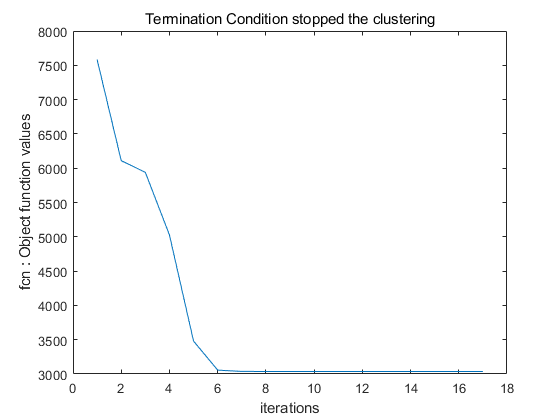 Termination Condition stopped the clustering
8000
7500
7000
6500
6000
5500
5000
4500
4000
3500
3000
fcn : Object function values
0 2 4 6 8 10 12 14 16 18
iterations